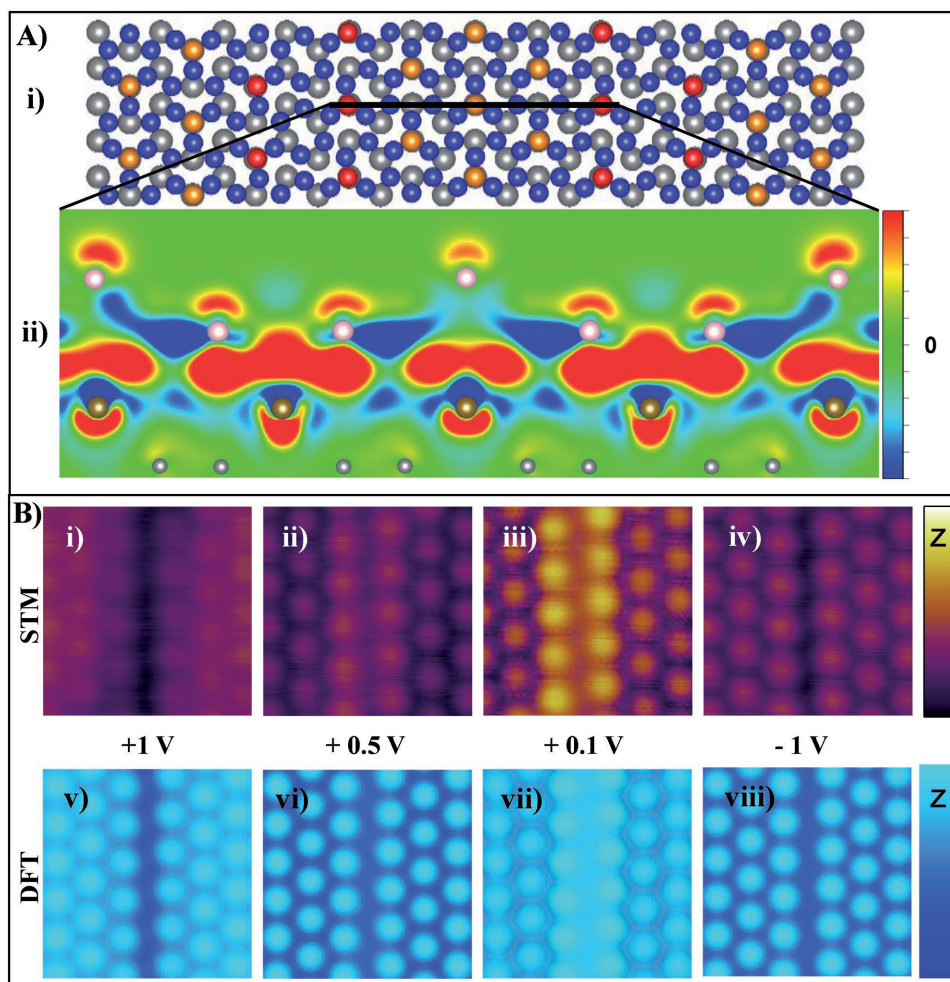 A)
i)
ii)
0
B)
i)
ii)
iii)
iv)
Z
STM
+1 V
+ 0.5 V
+ 0.1 V
- 1 V
v)
vi)
vii)
viii)
Z
DFT